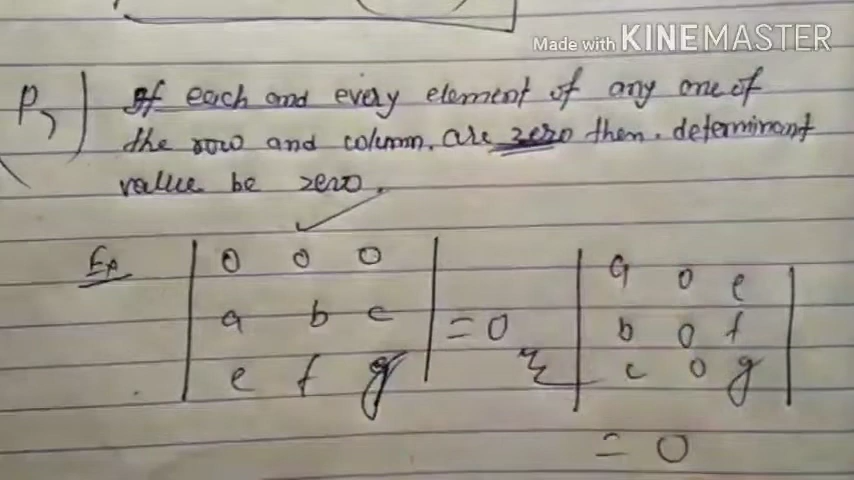 Made with KINEMASTER
P7) If each and every element of any one of
the row and column. are zero then. determinant
value be zero.
Ex 0 0 0
a b c = 0
e f g
a 0 e
b 0 f
c 0 g
= 0